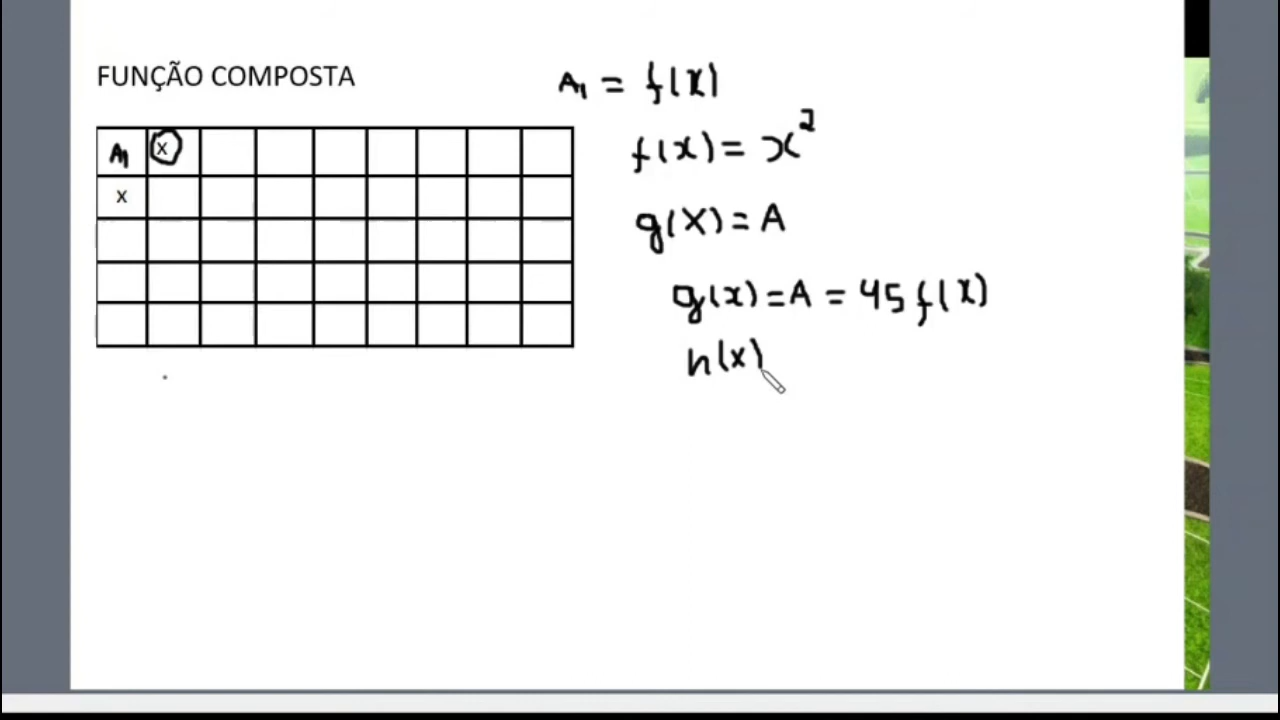 FUNÇÃO COMPOSTA
A₁ = f(x)
A₁ x
x
f(x) = x²
g(x) = A
g(x) = A = 45 f(x)
h(x)